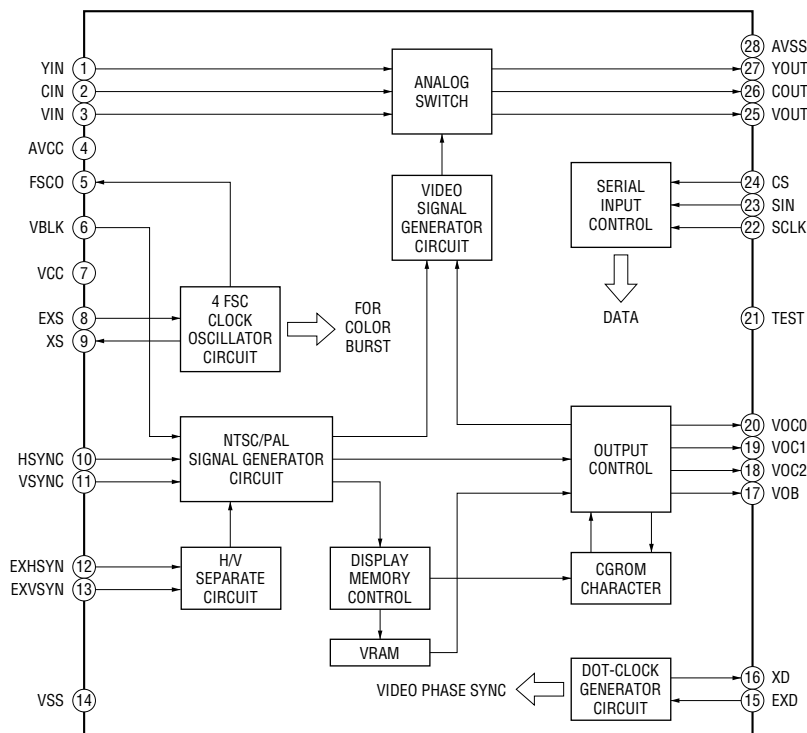 28 AVSS
YIN 1
27 YOUT
CIN 2
ANALOG
SWITCH
26 COUT
VIN 3
25 VOUT
AVCC 4
FSCO 5
VIDEO
SIGNAL
GENERATOR
CIRCUIT
SERIAL
INPUT
CONTROL
24 CS
23 SIN
22 SCLK
VBLK 6
VCC 7
4 FSC
CLOCK
OSCILLATOR
CIRCUIT
FOR
COLOR
BURST
DATA
21 TEST
EXS 8
XS 9
NTSC/PAL
SIGNAL GENERATOR
CIRCUIT
OUTPUT
CONTROL
20 VOC0
19 VOC1
18 VOC2
17 VOB
HSYNC 10
VSYNC 11
EXHSYN 12
EXVSYN 13
H/V
SEPARATE
CIRCUIT
DISPLAY
MEMORY
CONTROL
CGROM
CHARACTER
VRAM
VSS 14
VIDEO PHASE SYNC
DOT-CLOCK
GENERATOR
CIRCUIT
16 XD
15 EXD